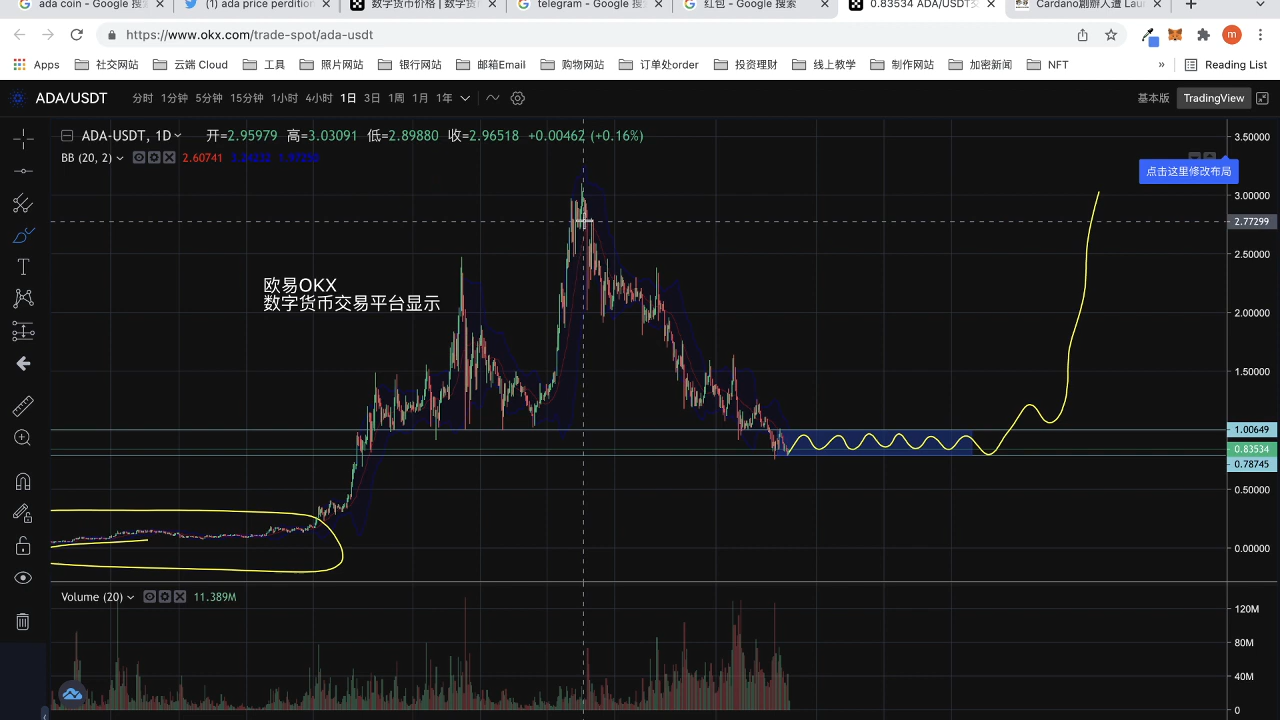 ada coin - Google 搜索
(1) ada price perdition
数字货币价格 | 数字货
telegram - Google 搜
红包 - Google 搜索
0.83534 ADA/USDT
Cardano創辦人遭 Lau
https://www.okx.com/trade-spot/ada-usdt
m
Apps 社交网站 云端 Cloud 工具 照片网站 银行网站 邮箱Email 购物网站 订单处order 投资理财 线上教学 制作网站 加密新闻 NFT » Reading List
ADA/USDT 分时 1分钟 5分钟 15分钟 1小时 4小时 1日 3日 1周 1月 1年 基本版 TradingView
ADA-USDT, 1D 开=2.95979 高=3.03091 低=2.89880 收=2.96518 +0.00462 (+0.16%)
BB (20, 2) 2.60741
点击这里修改布局
3.50000
3.00000
2.77299
2.50000
欧易OKX
数字货币交易平台显示
2.00000
1.50000
1.00649
0.83534
0.78745
0.50000
0.00000
Volume (20) 11.389M
120M
80M
40M
0